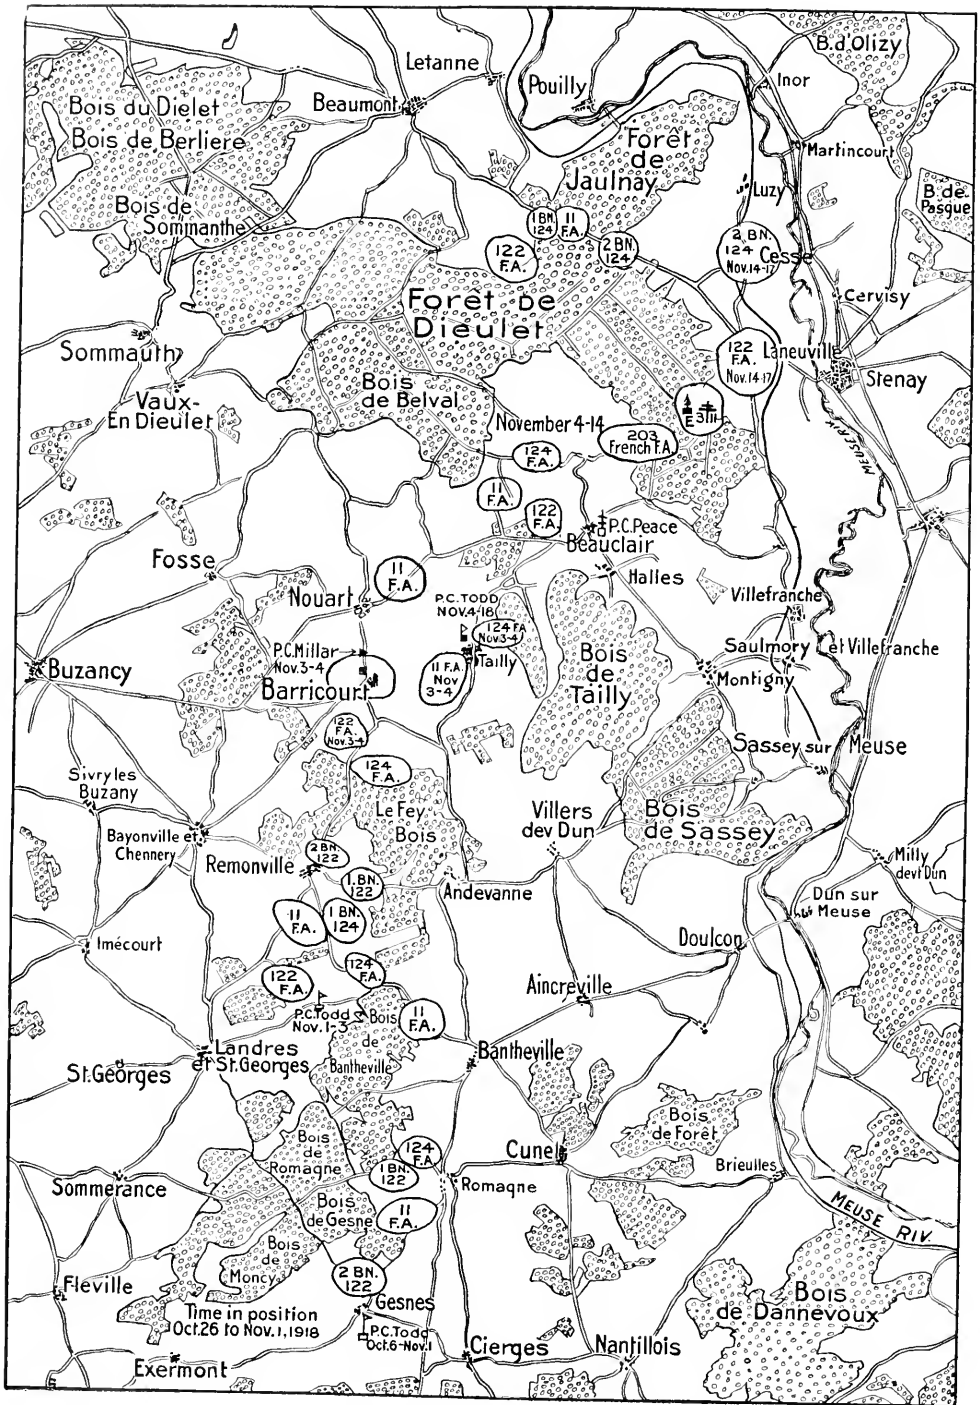 Letanne
Pouilly
B. d'Olizy
Inor
Bois du Dielet
Bois de Berliere
Beaumont
Forêt
de
Jaulnay
Martincourt
Luzy
B. de
Pasque
Bois de
Sommanthe
1 BN.
124
11
F.A.
122
F.A.
2 BN.
124
2 BN.
124
Nov. 14-17
Cesse
Cervisy
Forêt de
Dieulet
Sommauth
122
F.A.
Nov. 14-17
Laneuville
Stenay
Vaux-
En Dieulet
Bois
de Belval
E
November 4-14
124
F.A.
203
French F.A.
MEUSE RIV.
11
F.A.
122
F.A.
P.C. Peace
Beauclair
Fosse
Halles
11
F.A.
Nouart
P.C. TODD
NOV. 4-18
124 FA
Nov 3-4
Villefranche
P.C. Millar
Nov. 3-4
Tailly
11 F.A.
Nov
3-4
Bois
de
Tailly
Saulmory et Villefranche
Montigny
Buzancy
Barricourt
122
F.A.
Nov. 3-4
Sassey sur Meuse
124
F.A.
Sivry les
Buzany
Le Fey
Bois
Villers
dev Dun
Bois
de Sassey
Bayonville et
Chennery
2 BN.
122
Remonville
Milly
devt Dun
1. BN.
122
Andevanne
Dun sur
Meuse
11
F.A.
1 BN.
124
Imécourt
Doulcon
122
F.A.
124
F.A.
Aincreville
P.C. Todd
Nov. 1-3
11
F.A.
Bois
de
Bantheville
Landres
et St. Georges
Bantheville
St. Georges
Bois
de Forêt
Bois
de
Romagne
124
F.A
1 BN.
122
Cunel
Brieulles
Sommerance
Romagne
Bois
de Gesne
11
F.A.
MEUSE RIV.
Bois
de
Moncy
2 BN.
122
Fleville
Gesnes
Bois
de Dannevoux
Time in position
Oct. 26 to Nov. 1, 1918
P.C. Todd
Oct. 6-Nov. 1
Cierges
Nantillois
Exermont